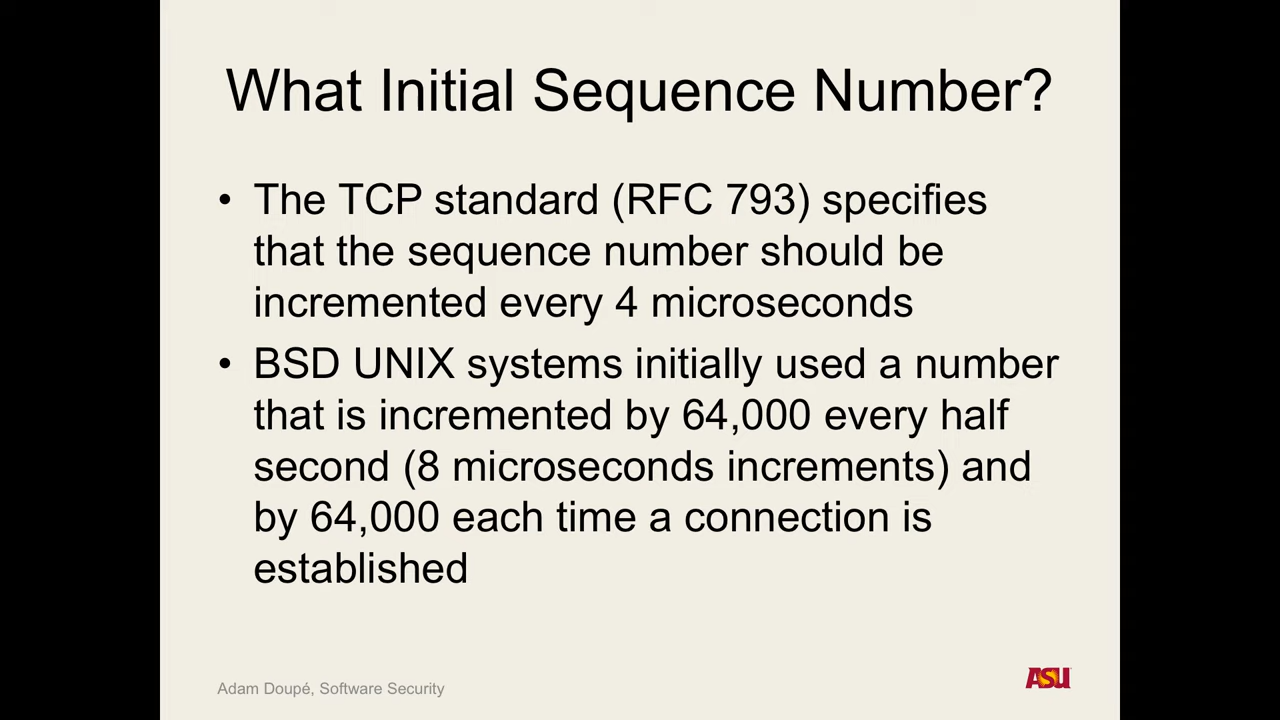 What Initial Sequence Number?
• The TCP standard (RFC 793) specifies
that the sequence number should be
incremented every 4 microseconds
• BSD UNIX systems initially used a number
that is incremented by 64,000 every half
second (8 microseconds increments) and
by 64,000 each time a connection is
established
Adam Doupé, Software Security
ASU